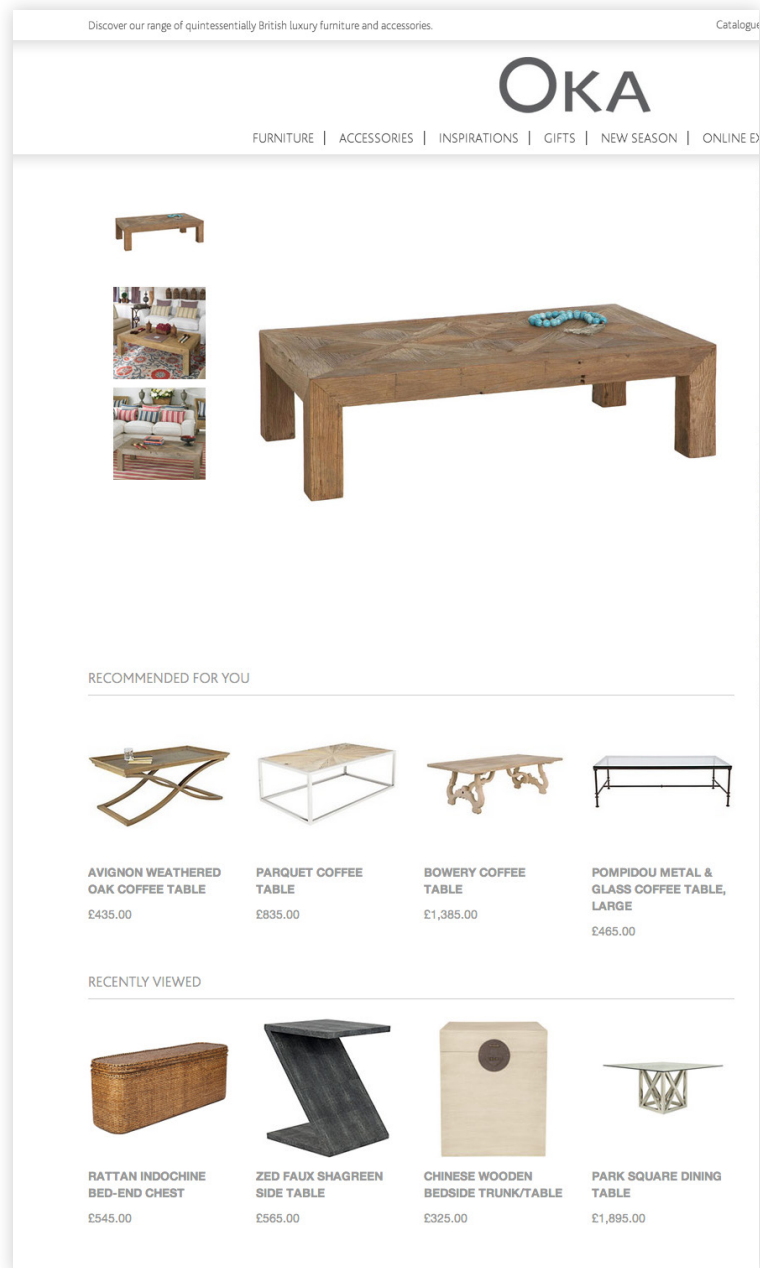 Discover our range of quintessentially British luxury furniture and accessories.
Catalogue
OKA
FURNITURE | ACCESSORIES | INSPIRATIONS | GIFTS | NEW SEASON | ONLINE EX
RECOMMENDED FOR YOU
AVIGNON WEATHERED
OAK COFFEE TABLE
£435.00
PARQUET COFFEE
TABLE
£835.00
BOWERY COFFEE
TABLE
£1,385.00
POMPIDOU METAL &
GLASS COFFEE TABLE,
LARGE
£465.00
RECENTLY VIEWED
RATTAN INDOCHINE
BED-END CHEST
£545.00
ZED FAUX SHAGREEN
SIDE TABLE
£565.00
CHINESE WOODEN
BEDSIDE TRUNK/TABLE
£325.00
PARK SQUARE DINING
TABLE
£1,895.00